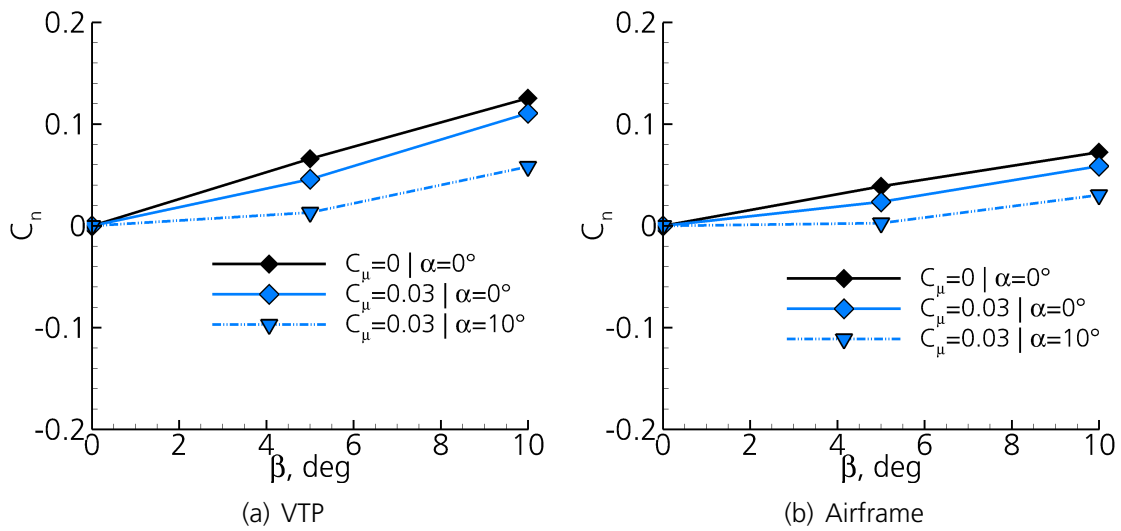 0.2
0.1
0
-0.1
-0.2
C_n
0 2 4 6 8 10
β, deg
C_μ=0 | α=0°
C_μ=0.03 | α=0°
C_μ=0.03 | α=10°
(a) VTP
0.2
0.1
0
-0.1
-0.2
C_n
0 2 4 6 8 10
β, deg
C_μ=0 | α=0°
C_μ=0.03 | α=0°
C_μ=0.03 | α=10°
(b) Airframe